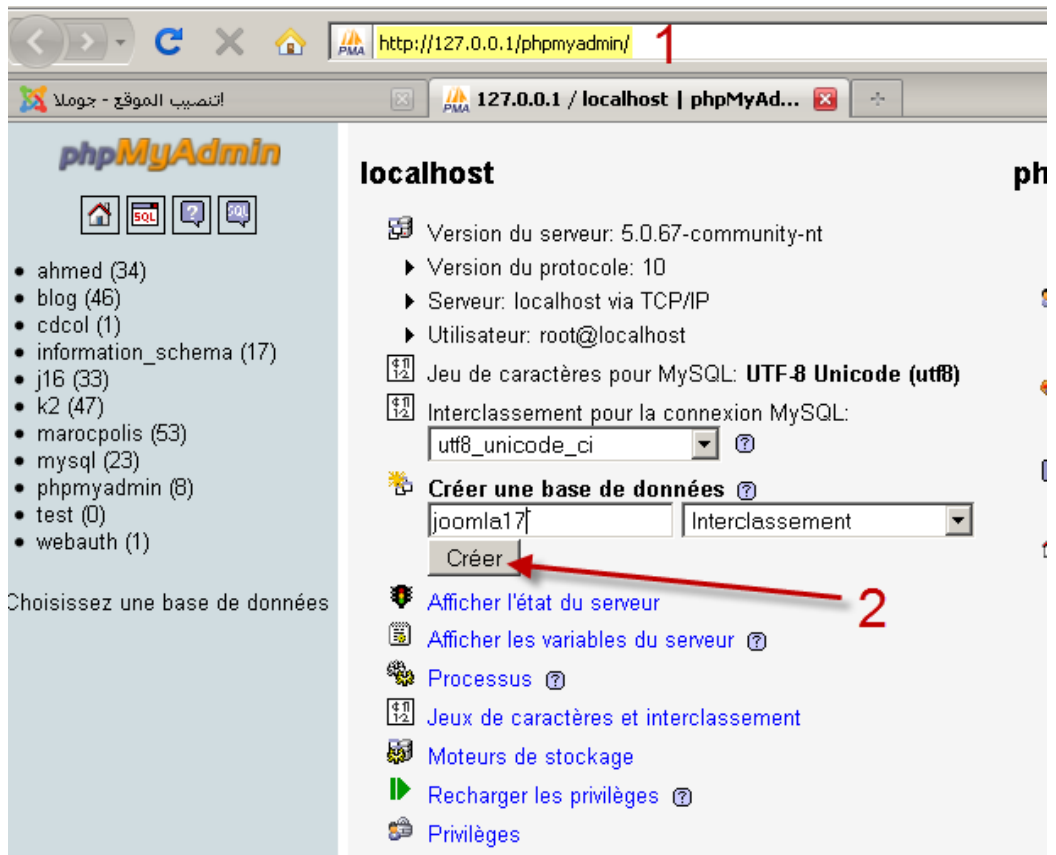 http://127.0.0.1/phpmyadmin/ 1
اتنصيب الموقع - جوملا!
127.0.0.1 / localhost | phpMyAd...
phpMyAdmin
SQL
SQL
ahmed (34)
blog (46)
cdcol (1)
information_schema (17)
j16 (33)
k2 (47)
marocpolis (53)
mysql (23)
phpmyadmin (8)
test (0)
webauth (1)
Choisissez une base de données
localhost
Version du serveur: 5.0.67-community-nt
Version du protocole: 10
Serveur: localhost via TCP/IP
Utilisateur: root@localhost
Jeu de caractères pour MySQL: UTF-8 Unicode (utf8)
Interclassement pour la connexion MySQL:
utf8_unicode_ci
Créer une base de données
joomla17 Interclassement
Créer
2
Afficher l'état du serveur
Afficher les variables du serveur
Processus
Jeux de caractères et interclassement
Moteurs de stockage
Recharger les privilèges
Privilèges
ph